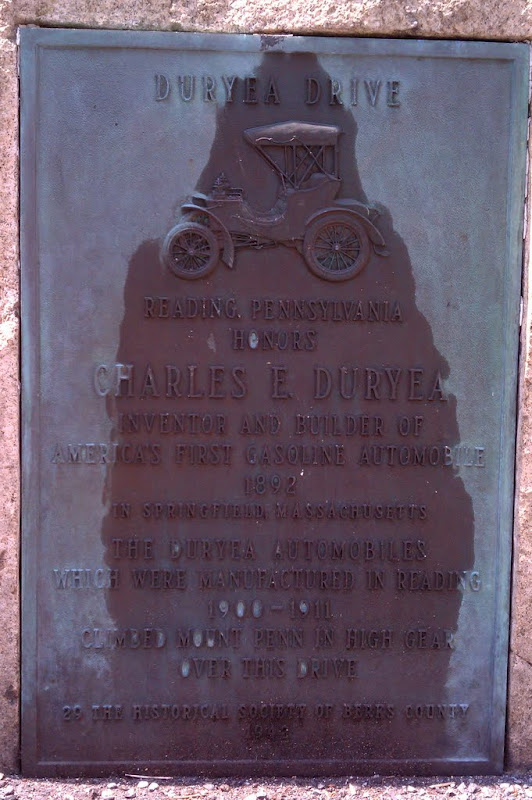 DURYEA DRIVE
READING, PENNSYLVANIA
HONORS
CHARLES E. DURYEA
INVENTOR AND BUILDER OF
AMERICA'S FIRST GASOLINE AUTOMOBILE
1892
IN SPRINGFIELD, MASSACHUSETTS
THE DURYEA AUTOMOBILES
WHICH WERE MANUFACTURED IN READING
1900-1911
CLIMBED MOUNT PENN IN HIGH GEAR
OVER THIS DRIVE
29 THE HISTORICAL SOCIETY OF BERKS COUNTY